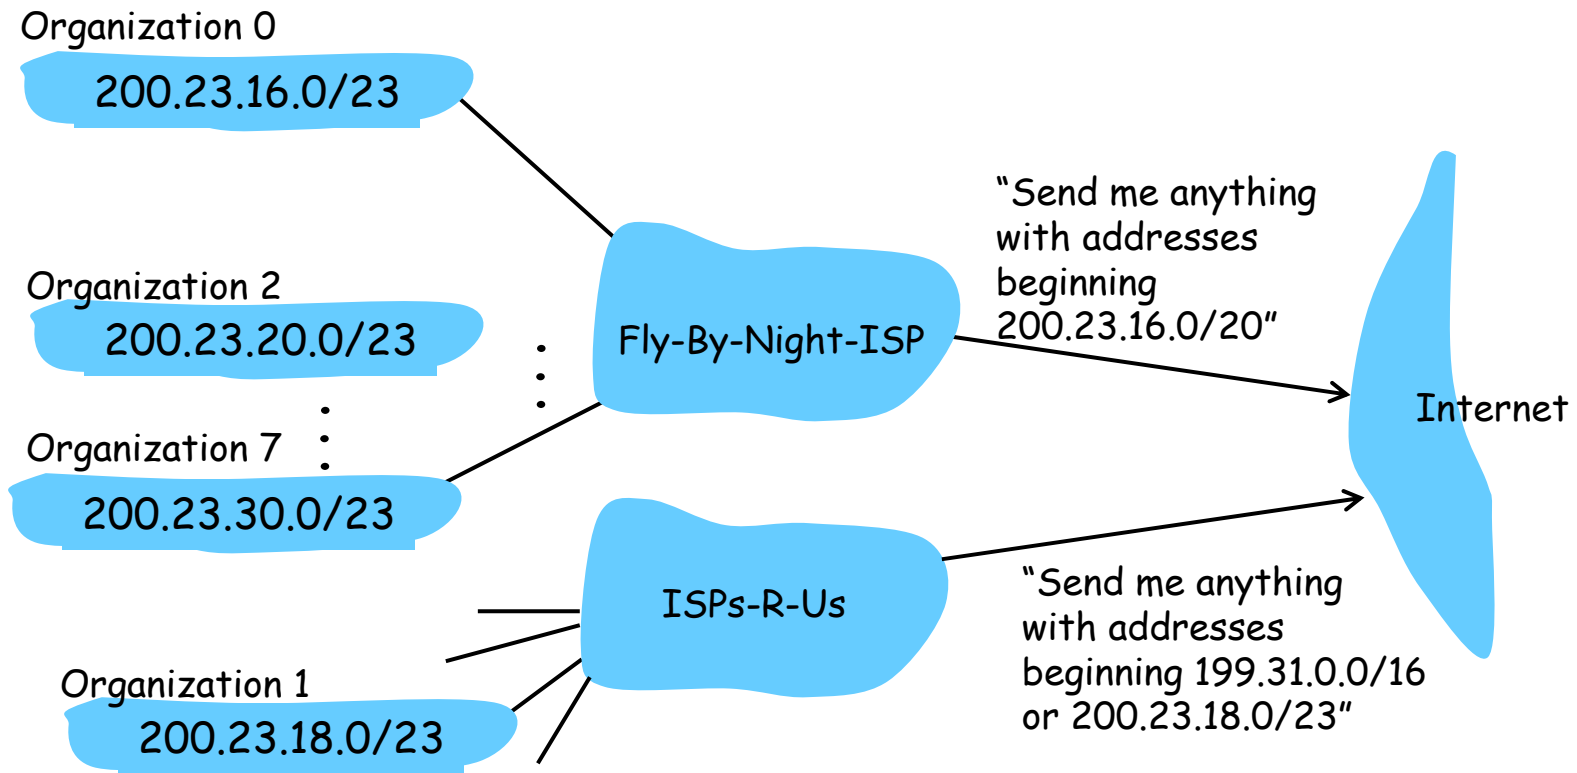 Organization 0
200.23.16.0/23
Organization 2
200.23.20.0/23
Organization 7
200.23.30.0/23
Fly-By-Night-ISP
“Send me anything
with addresses
beginning
200.23.16.0/20”
Internet
ISPs-R-Us
Organization 1
200.23.18.0/23
“Send me anything
with addresses
beginning 199.31.0.0/16
or 200.23.18.0/23”